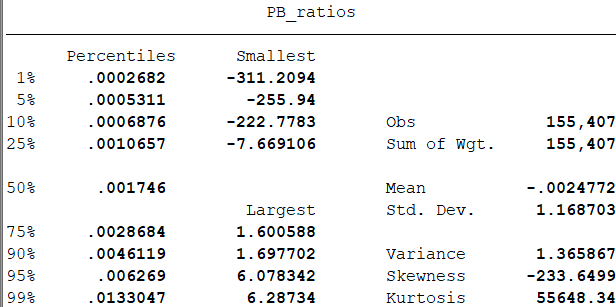 PB_ratios
Percentiles Smallest
1% .0002682 -311.2094
5% .0005311 -255.94
10% .0006876 -222.7783 Obs 155,407
25% .0010657 -7.669106 Sum of Wgt. 155,407
50% .001746 Mean -.0024772
Largest Std. Dev. 1.168703
75% .0028684 1.600588
90% .0046119 1.697702 Variance 1.365867
95% .006269 6.078342 Skewness -233.6499
99% .0133047 6.28734 Kurtosis 55648.34